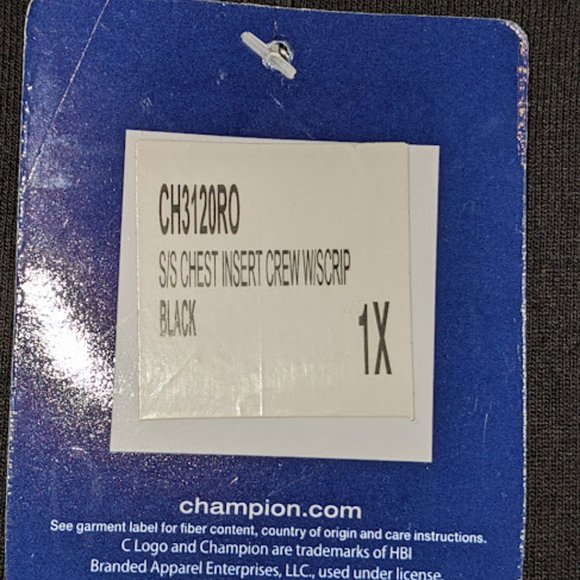 CH3120RO
S/S CHEST INSERT CREW W/SCRIP
BLACK
1X
champion.com
See garment label for fiber content, country of origin and care instructions.
C Logo and Champion are trademarks of HBI
Branded Apparel Enterprises, LLC., used under license.